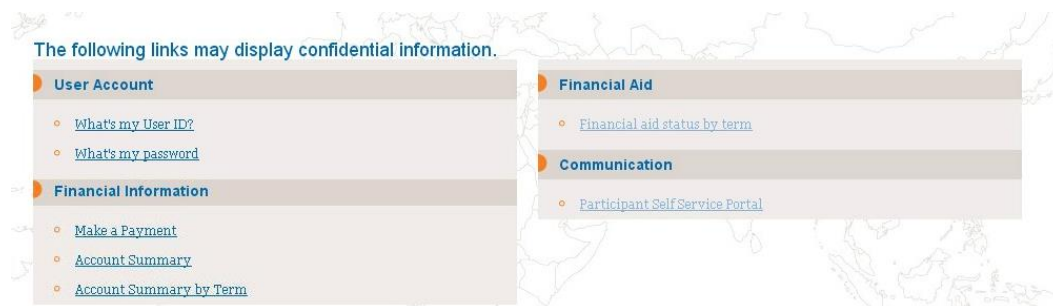 The following links may display confidential information.
User Account
What's my User ID?
What's my password
Financial Information
Make a Payment
Account Summary
Account Summary by Term
Financial Aid
Financial aid status by term
Communication
Participant Self Service Portal